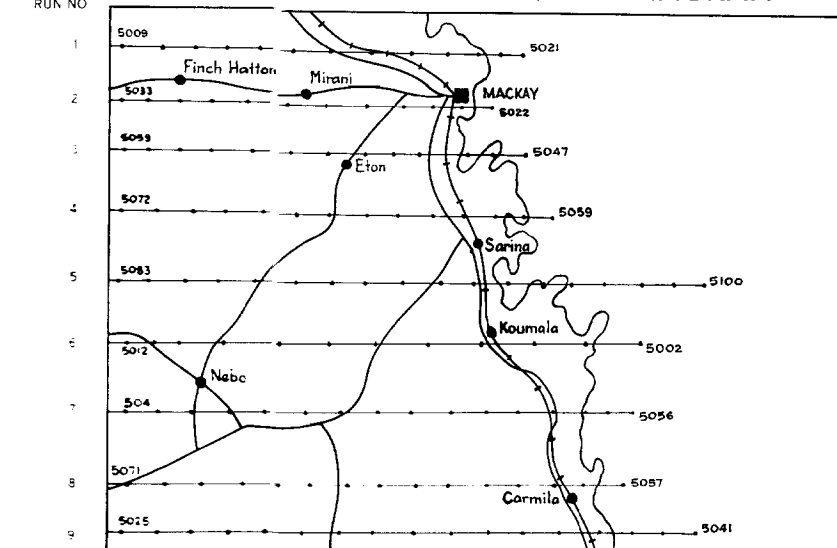 RUN NO
1 5009 5021
Finch Hatton Mirani
2 5033 MACKAY
5022
3 5059 5047
Eton
4 5072 5059
Sarina
5 5083 5100
Koumala
6 5012 5002
Nebo
7 504 5056
5071
8 5057
Carmila
9 5025 5041